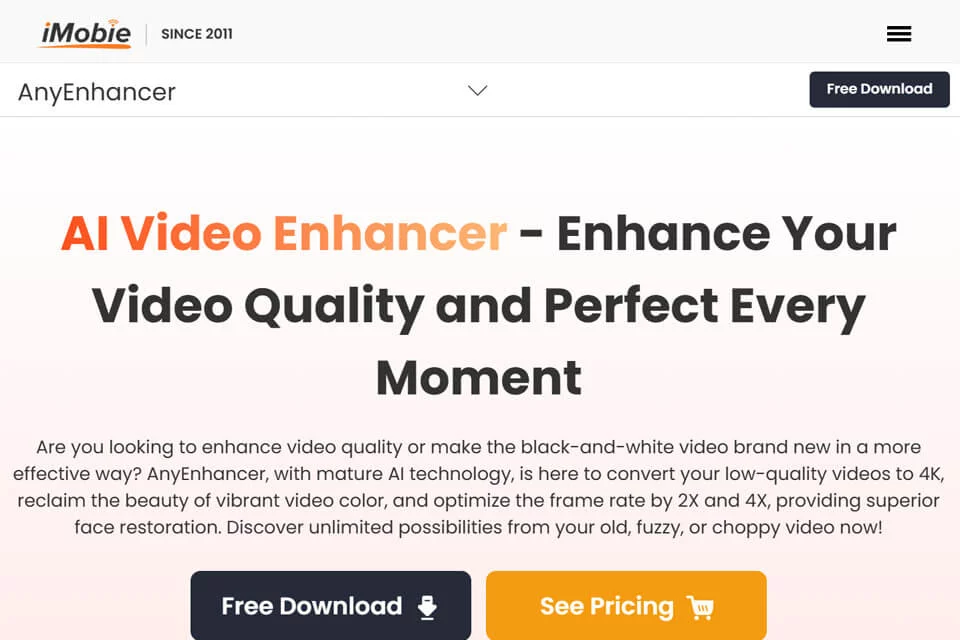 iMobie SINCE 2011
AnyEnhancer
Free Download
AI Video Enhancer - Enhance Your
Video Quality and Perfect Every
Moment
Are you looking to enhance video quality or make the black-and-white video brand new in a more
effective way? AnyEnhancer, with mature AI technology, is here to convert your low-quality videos to 4K,
reclaim the beauty of vibrant video color, and optimize the frame rate by 2X and 4X, providing superior
face restoration. Discover unlimited possibilities from your old, fuzzy, or choppy video now!
Free Download
See Pricing